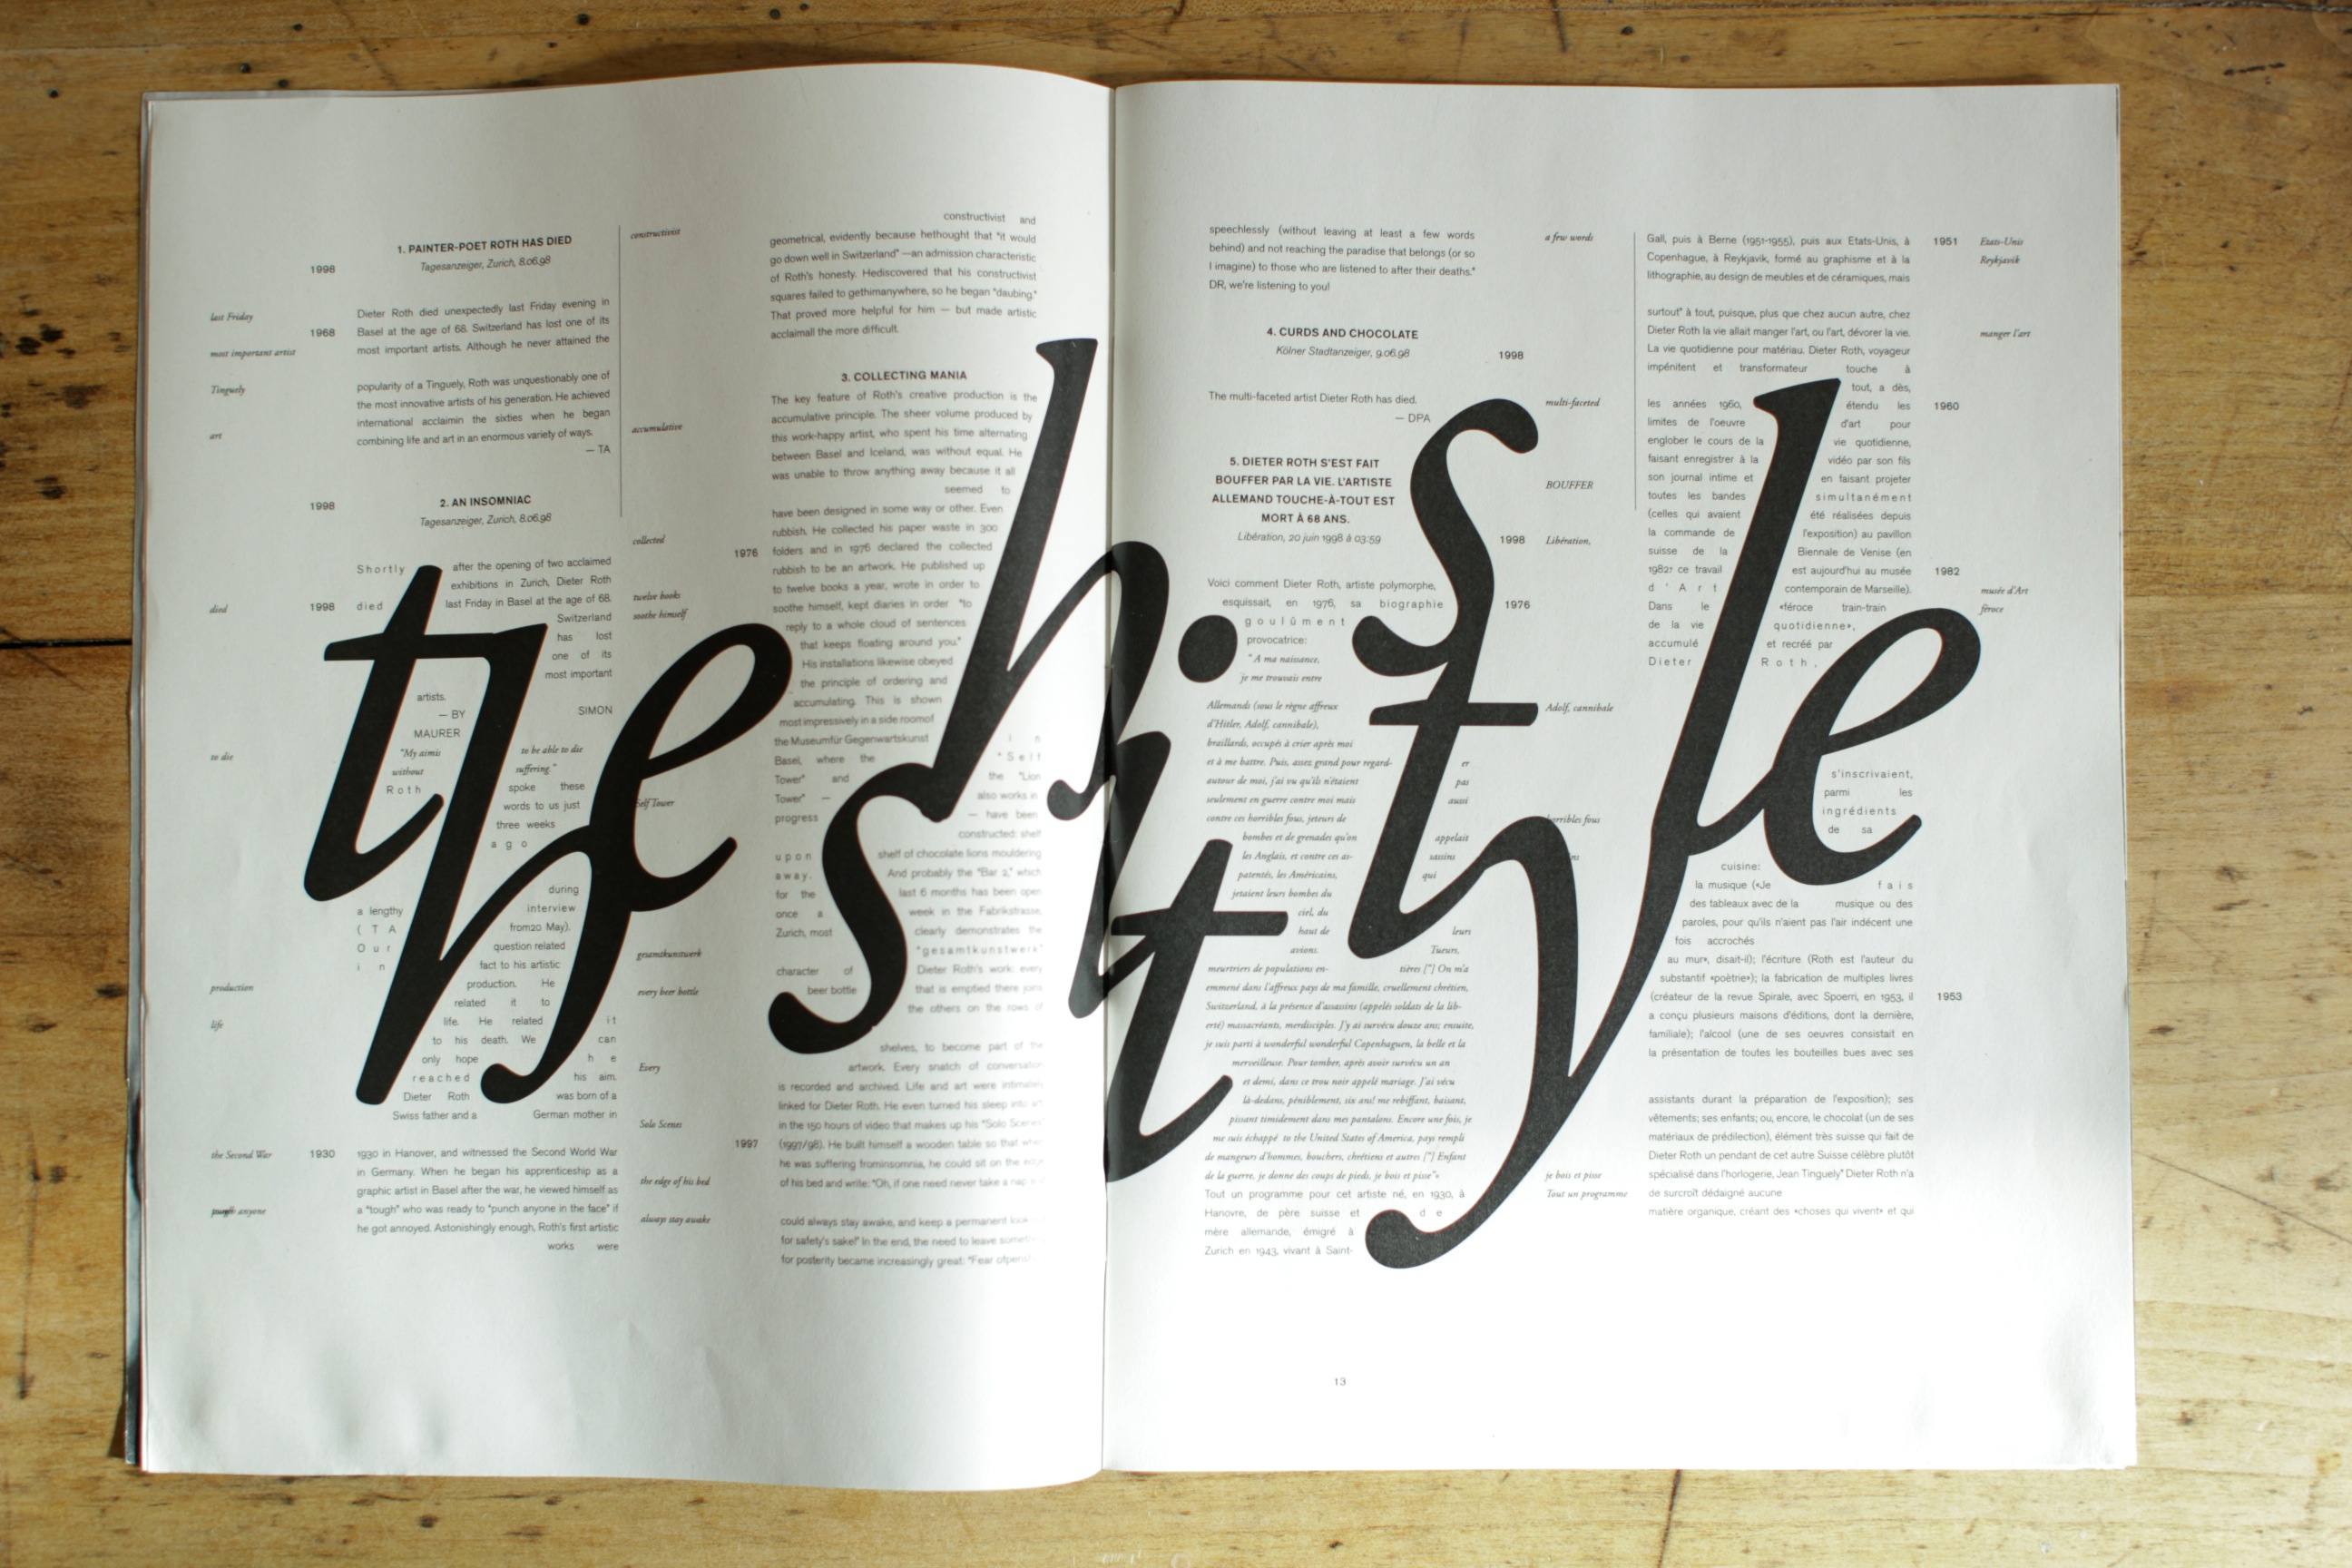 the shit style
1. PAINTER-POET ROTH HAS DIED
Tagesanzeiger, Zurich, 8.06.98
1998
last Friday
1968
most important artist
Tinguely
art
Dieter Roth died unexpectedly last Friday evening in
Basel at the age of 68. Switzerland has lost one of its
most important artists. Although he never attained the
popularity of a Tinguely, Roth was unquestionably one of
the most innovative artists of his generation. He achieved
international acclaimin the sixties when he began
combining life and art in an enormous variety of ways.
— TA
2. AN INSOMNIAC
Tagesanzeiger, Zurich, 8.06.98
1998
Shortly after the opening of two acclaimed
exhibitions in Zurich, Dieter Roth
died
1998
died last Friday in Basel at the age of 68.
Switzerland
has lost
one of its
most important
artists.
— BY SIMON
MAURER
to die
"My aimis to be able to die
without suffering."
Roth spoke these
words to us just
three weeks
ago
during
a lengthy interview
(TA from20 May).
Our question related
in fact to his artistic
production
production. He
related it to
life
life. He related it
to his death. We can
only hope he
reached his aim.
Dieter Roth was born of a
Swiss father and a German mother in
the Second War
1930
1930 in Hanover, and witnessed the Second World War
in Germany. When he began his apprenticeship as a
graphic artist in Basel after the war, he viewed himself as
punch anyone
a "tough" who was ready to "punch anyone in the face" if
he got annoyed. Astonishingly enough, Roth's first artistic
works were
constructivist
constructivist and
geometrical, evidently because hethought that "it would
go down well in Switzerland" —an admission characteristic
of Roth's honesty. Hediscovered that his constructivist
squares failed to gethimanywhere, so he began "daubing."
That proved more helpful for him — but made artistic
acclaimall the more difficult.
3. COLLECTING MANIA
The key feature of Roth's creative production is the
accumulative
accumulative principle. The sheer volume produced by
this work-happy artist, who spent his time alternating
between Basel and Iceland, was without equal. He
was unable to throw anything away because it all
seemed to
have been designed in some way or other. Even
collected
rubbish. He collected his paper waste in 300
1976
folders and in 1976 declared the collected
rubbish to be an artwork. He published up
twelve books
to twelve books a year, wrote in order to
soothe himself
soothe himself, kept diaries in order "to
reply to a whole cloud of sentences
that keeps floating around you."
His installations likewise obeyed
the principle of ordering and
accumulating. This is shown
most impressively in a side roomof
the Museumfür Gegenwartskunst in
Basel, where the "Self
Self Tower
Tower" and the "Lion
Tower" — also works in
progress — have been
constructed: shelf
upon shelf of chocolate lions mouldering
away. And probably the "Bar 2," which
for the last 6 months has been open
once a week in the Fabrikstrasse,
Zurich, most clearly demonstrates the
gesamtkunstwerk
"gesamtkunstwerk"
character of Dieter Roth's work: every
every beer bottle
beer bottle that is emptied there joins
the others on the rows of
shelves, to become part of the
Every
artwork. Every snatch of conversation
is recorded and archived. Life and art were intimately
linked for Dieter Roth. He even turned his sleep into art
Solo Scenes
in the 150 hours of video that makes up his "Solo Scenes"
1997
(1997/98). He built himself a wooden table so that when
he was suffering frominsomnia, he could sit on the edge
the edge of his bed
of his bed and write: "Oh, if one need never take a nap
always stay awake
could always stay awake, and keep a permanent look
for safety's sake!" In the end, the need to leave
for posterity became increasingly great: "Fear
speechlessly (without leaving at least a few words
a few words
behind) and not reaching the paradise that belongs (or so
I imagine) to those who are listened to after their deaths."
DR, we're listening to you!
4. CURDS AND CHOCOLATE
Kölner Stadtanzeiger, 9.06.98
1998
The multi-faceted artist Dieter Roth has died.
multi-faceted
— DPA
5. DIETER ROTH S'EST FAIT
BOUFFER PAR LA VIE. L'ARTISTE
BOUFFER
ALLEMAND TOUCHE-À-TOUT EST
MORT À 68 ANS.
Libération, 20 juin 1998 à 03:59
1998
Libération,
Voici comment Dieter Roth, artiste polymorphe,
esquissait, en 1976, sa biographie
1976
goulûment
provocatrice:
"A ma naissance,
je me trouvais entre
Allemands (sous le règne affreux
Adolf, cannibale
d'Hitler, Adolf, cannibale),
braillards, occupés à crier après moi
et à me battre. Puis, assez grand pour regard-er
autour de moi, j'ai vu qu'ils n'étaient pas
seulement en guerre contre moi mais aussi
contre ces horribles fous, jeteurs de
horribles fous
bombes et de grenades qu'on appelait
les Anglais, et contre ces as-sassins
patentés, les Américains, qui
jetaient leurs bombes du
ciel, du
haut de leurs
avions. Tueurs,
meurtriers de populations en-tières ["] On m'a
emmené dans l'affreux pays de ma famille, cruellement chrétien,
Switzerland, à la présence d'assassins (appelés soldats de la lib-
erté) massacréants, merdisciples. J'y ai survécu douze ans; ensuite,
je suis parti à wonderful wonderful Copenhaguen, la belle et la
merveilleuse. Pour tomber, après avoir survécu un an
et demi, dans ce trou noir appelé mariage. J'ai vécu
là-dedans, péniblement, six ans! me rebiffant, baisant,
pissant timidement dans mes pantalons. Encore une fois, je
me suis échappé to the United States of America, pays rempli
de mangeurs d'hommes, bouchers, chrétiens et autres ["] Enfant
de la guerre, je donne des coups de pieds, je bois et pisse"«
je bois et pisse
Tout un programme pour cet artiste né, en 1930, à
Tout un programme
Hanovre, de père suisse et de
mère allemande, émigré à
Zurich en 1943, vivant à Saint-
Gall, puis à Berne (1951-1955), puis aux Etats-Unis, à
1951
Etats-Unis
Copenhague, à Reykjavik, formé au graphisme et à la
Reykjavik
lithographie, au design de meubles et de céramiques, mais
surtout" à tout, puisque, plus que chez aucun autre, chez
Dieter Roth la vie allait manger l'art, ou l'art, dévorer la vie.
manger l'art
La vie quotidienne pour matériau. Dieter Roth, voyageur
impénitent et transformateur touche à
tout, a dès,
les années 1960, étendu les
1960
limites de l'oeuvre d'art pour
englober le cours de la vie quotidienne,
faisant enregistrer à la vidéo par son fils
son journal intime et en faisant projeter
toutes les bandes simultanément
(celles qui avaient été réalisées depuis
la commande de l'exposition) au pavillon
suisse de la Biennale de Venise (en
1982: ce travail est aujourd'hui au musée
1982
d'Art contemporain de Marseille).
musée d'Art
Dans le «féroce train-train
féroce
de la vie quotidienne»,
accumulé et recréé par
Dieter Roth,
s'inscrivaient,
parmi les
ingrédients
de sa
cuisine:
la musique («Je fais
des tableaux avec de la musique ou des
paroles, pour qu'ils n'aient pas l'air indécent une
fois accrochés
au mur», disait-il); l'écriture (Roth est l'auteur du
substantif «poètrie»); la fabrication de multiples livres
(créateur de la revue Spirale, avec Spoerri, en 1953, il
1953
a conçu plusieurs maisons d'éditions, dont la dernière,
familiale); l'alcool (une de ses oeuvres consistait en
la présentation de toutes les bouteilles bues avec ses
assistants durant la préparation de l'exposition); ses
vêtements; ses enfants; ou, encore, le chocolat (un de ses
matériaux de prédilection), élément très suisse qui fait de
Dieter Roth un pendant de cet autre Suisse célèbre plutôt
spécialisé dans l'horlogerie, Jean Tinguely" Dieter Roth n'a
de surcroît dédaigné aucune
matière organique, créant des «choses qui vivent» et qui
13